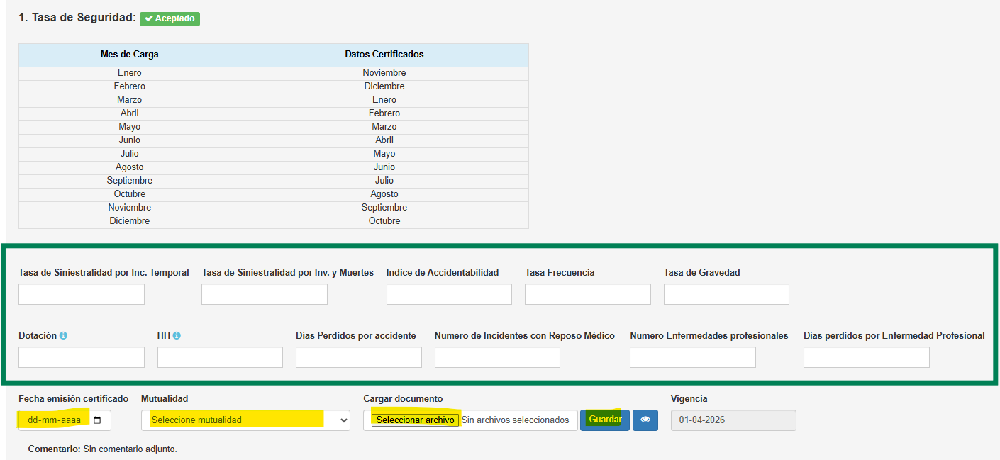 1. Tasa de Seguridad: Aceptado
Mes de Carga Datos Certificados
Enero Noviembre
Febrero Diciembre
Marzo Enero
Abril Febrero
Mayo Marzo
Junio Abril
Julio Mayo
Agosto Junio
Septiembre Julio
Octubre Agosto
Noviembre Septiembre
Diciembre Octubre
Tasa de Siniestralidad por Inc. Temporal Tasa de Siniestralidad por Inv. y Muertes Indice de Accidentabilidad Tasa Frecuencia Tasa de Gravedad
Dotación HH Días Perdidos por accidente Numero de Incidentes con Reposo Médico Numero Enfermedades profesionales Días perdidos por Enfermedad Profesional
Fecha emisión certificado Mutualidad Cargar documento Vigencia
dd-mm-aaaa Seleccione mutualidad Seleccionar archivo Sin archivos seleccionados Guardar 01-04-2026
Comentario: Sin comentario adjunto.